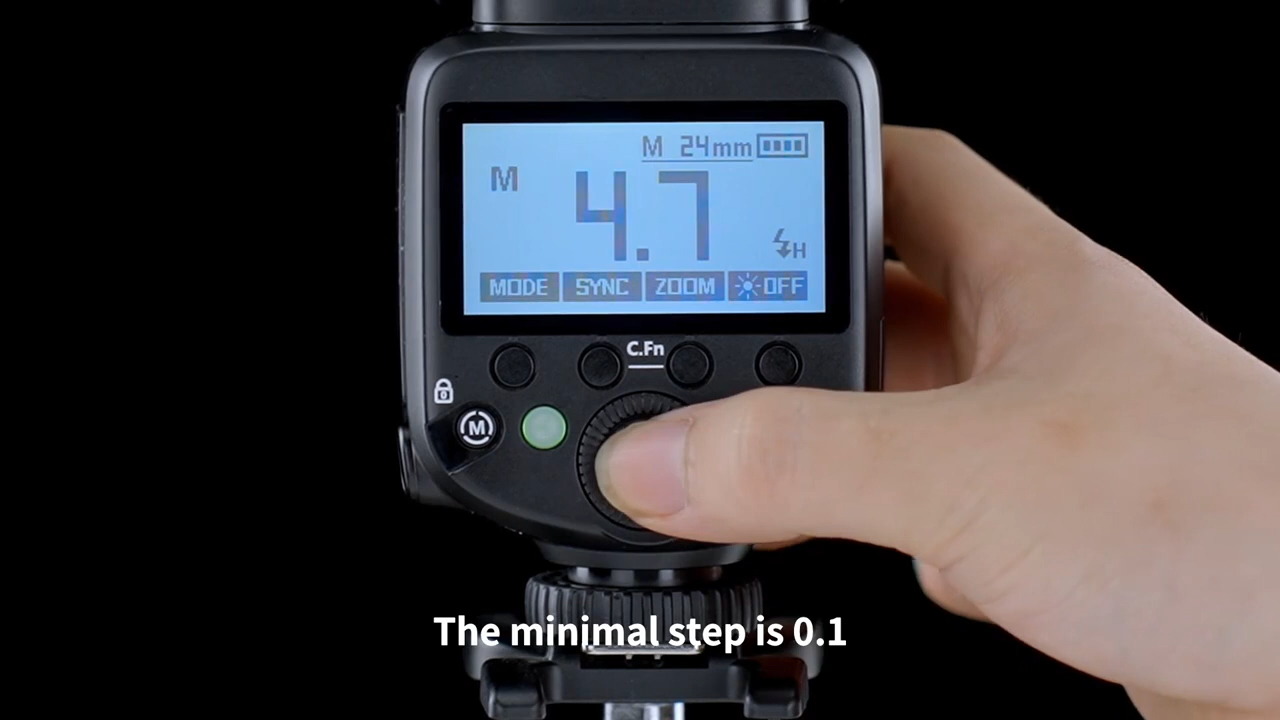 M 24mm
M
4.7
H
MODE SYNC ZOOM OFF
C.Fn
M
The minimal step is 0.1